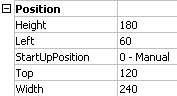 Position
Height 180
Left 60
StartUpPosition 0 - Manual
Top 120
Width 240